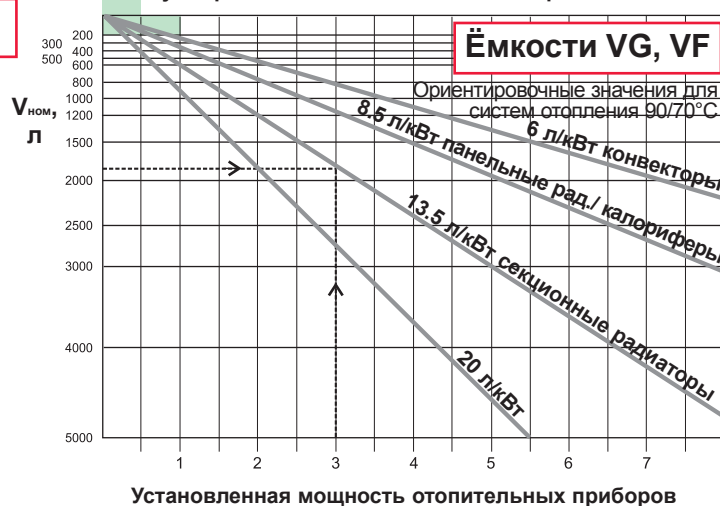 Ёмкости VG, VF
Ориентировочные значения для
систем отопления 90/70°C
Vном,
л
200
300
400
500
600
800
1000
1200
1500
2000
2500
3000
4000
5000
6 л/кВт конвекторы
8.5 л/кВт панельные рад./ калориферы
13.5 л/кВт секционные радиаторы
20 л/кВт
1 2 3 4 5 6 7
Установленная мощность отопительных приборов